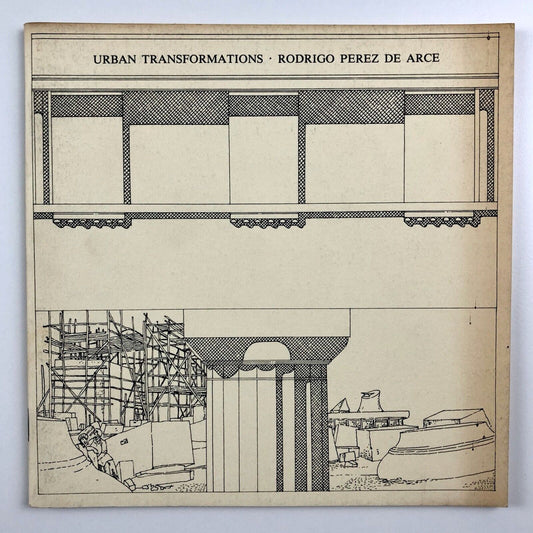 URBAN TRANSFORMATIONS · RODRIGO PEREZ DE ARCE